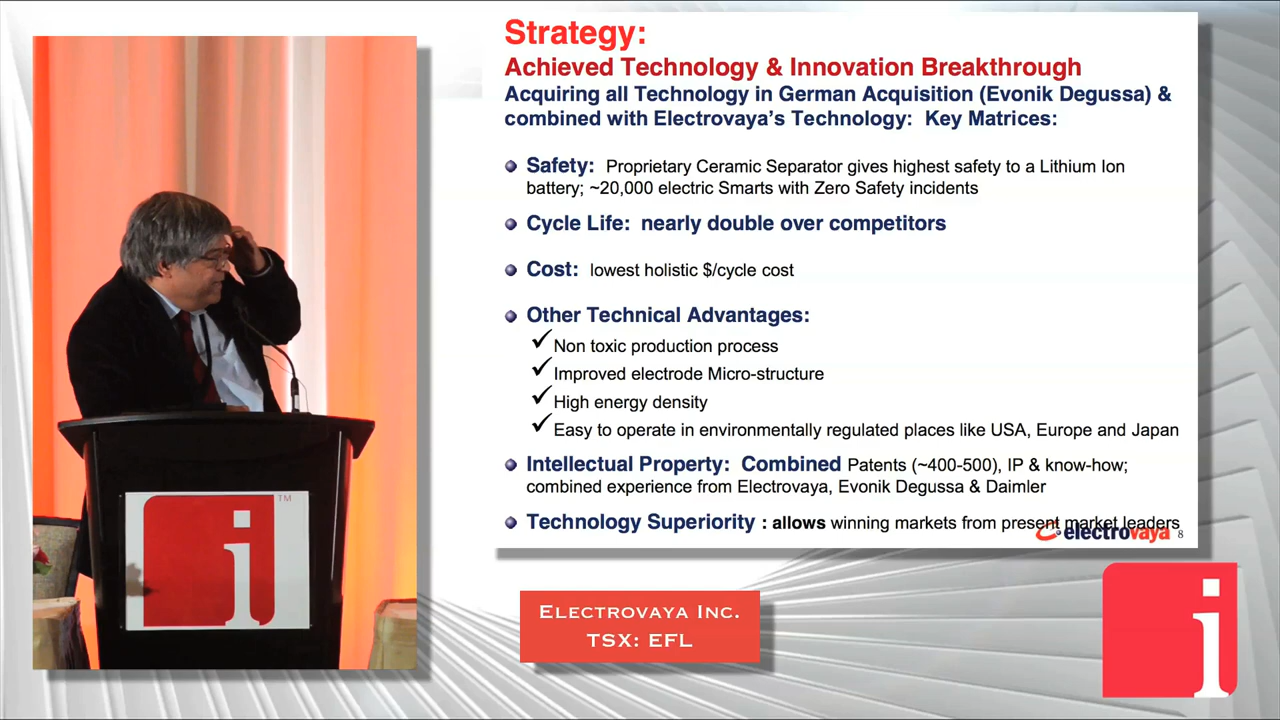 Strategy:
Achieved Technology & Innovation Breakthrough
Acquiring all Technology in German Acquisition (Evonik Degussa) &
combined with Electrovaya's Technology: Key Matrices:
Safety: Proprietary Ceramic Separator gives highest safety to a Lithium Ion
battery; ~20,000 electric Smarts with Zero Safety incidents
Cycle Life: nearly double over competitors
Cost: lowest holistic $/cycle cost
Other Technical Advantages:
Non toxic production process
Improved electrode Micro-structure
High energy density
Easy to operate in environmentally regulated places like USA, Europe and Japan
Intellectual Property: Combined Patents (~400-500), IP & know-how;
combined experience from Electrovaya, Evonik Degussa & Daimler
Technology Superiority : allows winning markets from present market leaders
electrovaya 8
i TM
Electrovaya Inc.
TSX: EFL
i